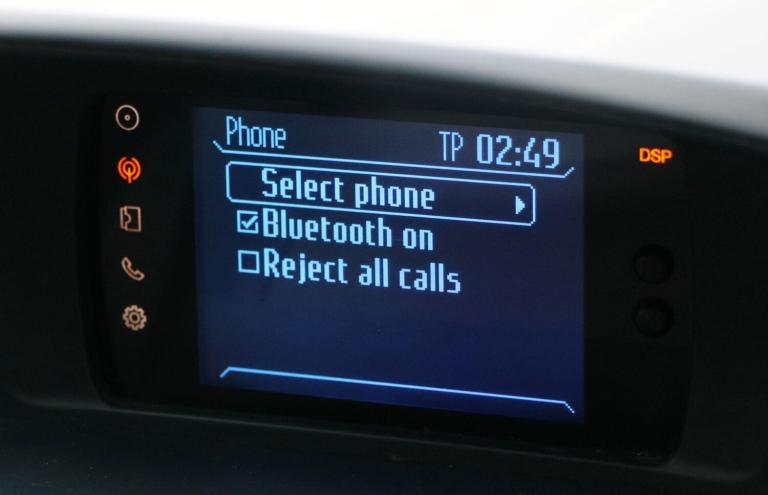 Phone TP 02:49 DSP
Select phone
Bluetooth on
Reject all calls